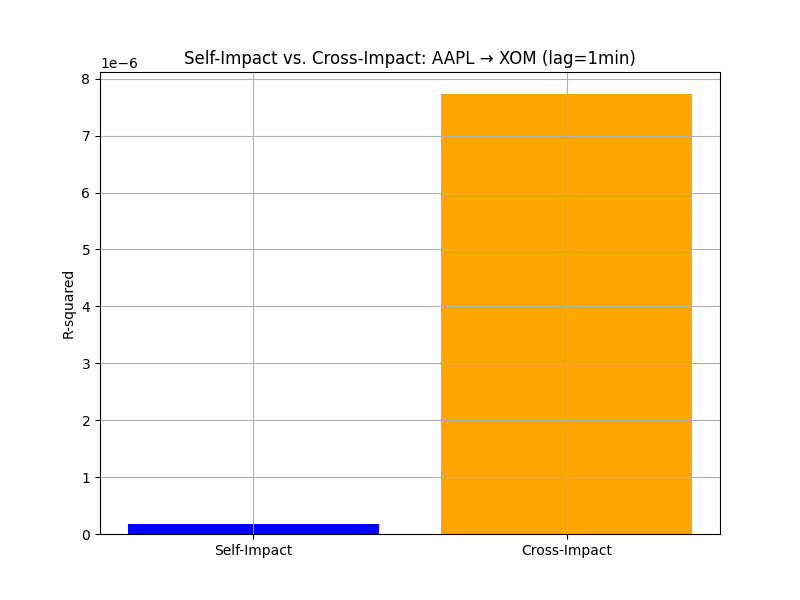 Self-Impact vs. Cross-Impact: AAPL → XOM (lag=1min)
1e−6
8
7
6
5
4
3
2
1
0
R-squared
Self-Impact
Cross-Impact